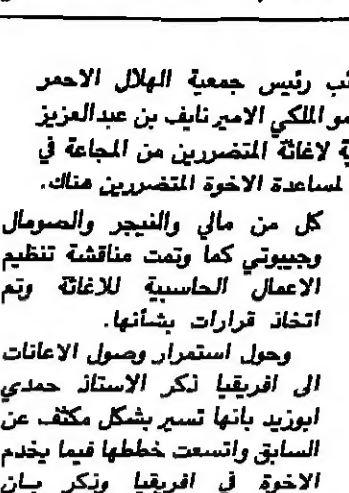 ئب رئيس جمعية الهلال الاحمر
مو الملكي الامير نايف بن عبدالعزيز
ية لاغاثة المتضررين من المجاعة في
لمساعدة الاخوة المتضررين هناك.
كل من مالي والنيجر والصومال
وجيبوتي كما وتمت مناقشة تنظيم
الاعمال الحاسبية للاغاثة وتم
اتخاذ قرارات بشأنها.
وحول استمرار وصول الاعانات
الى افريقيا ذكر الاستاذ حمدي
ابوزيد بانها تسير بشكل مكثف عن
السابق واتسعت خططها فيما يخدم
الاخوة في افريقيا وذكر بان